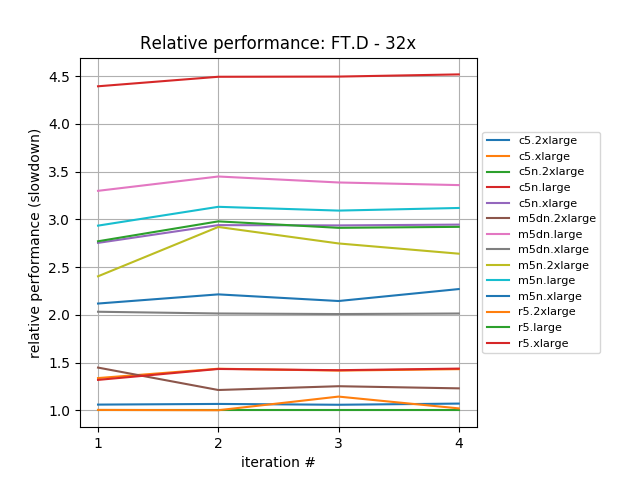 Relative performance: FT.D - 32x
relative performance (slowdown)
4.5
4.0
3.5
3.0
2.5
2.0
1.5
1.0
1
2
3
4
iteration #
c5.2xlarge
c5.xlarge
c5n.2xlarge
c5n.large
c5n.xlarge
m5dn.2xlarge
m5dn.large
m5dn.xlarge
m5n.2xlarge
m5n.large
m5n.xlarge
r5.2xlarge
r5.large
r5.xlarge